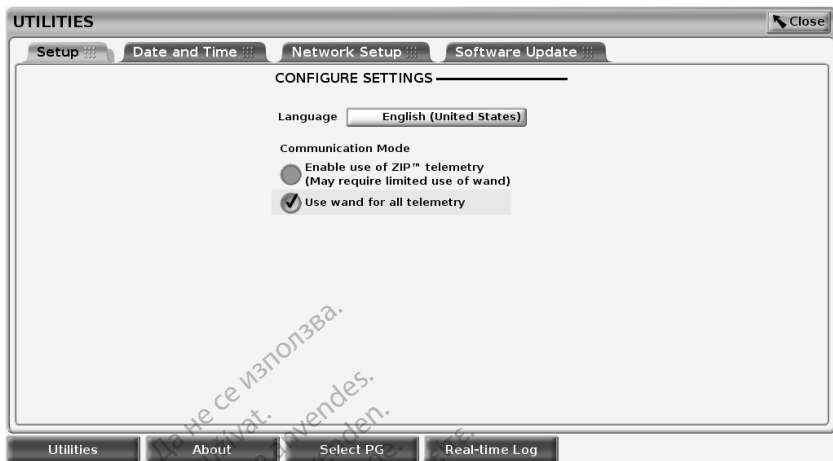 UTILITIES
Close
Setup
Date and Time
Network Setup
Software Update
CONFIGURE SETTINGS
Language English (United States)
Communication Mode
Enable use of ZIP™ telemetry
(May require limited use of wand)
Use wand for all telemetry
Да не се използва.
anvendes.
Utilities
About
Select PG
Real-time Log